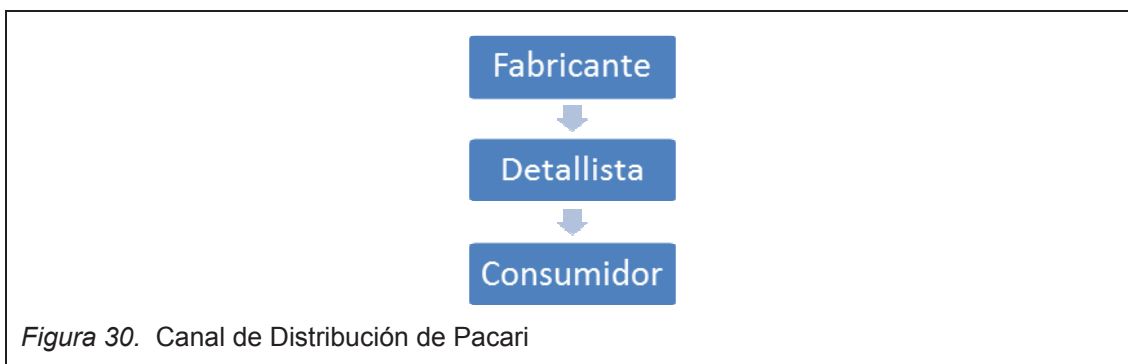 Fabricante
Detallista
Consumidor
Figura 30. Canal de Distribución de Pacari